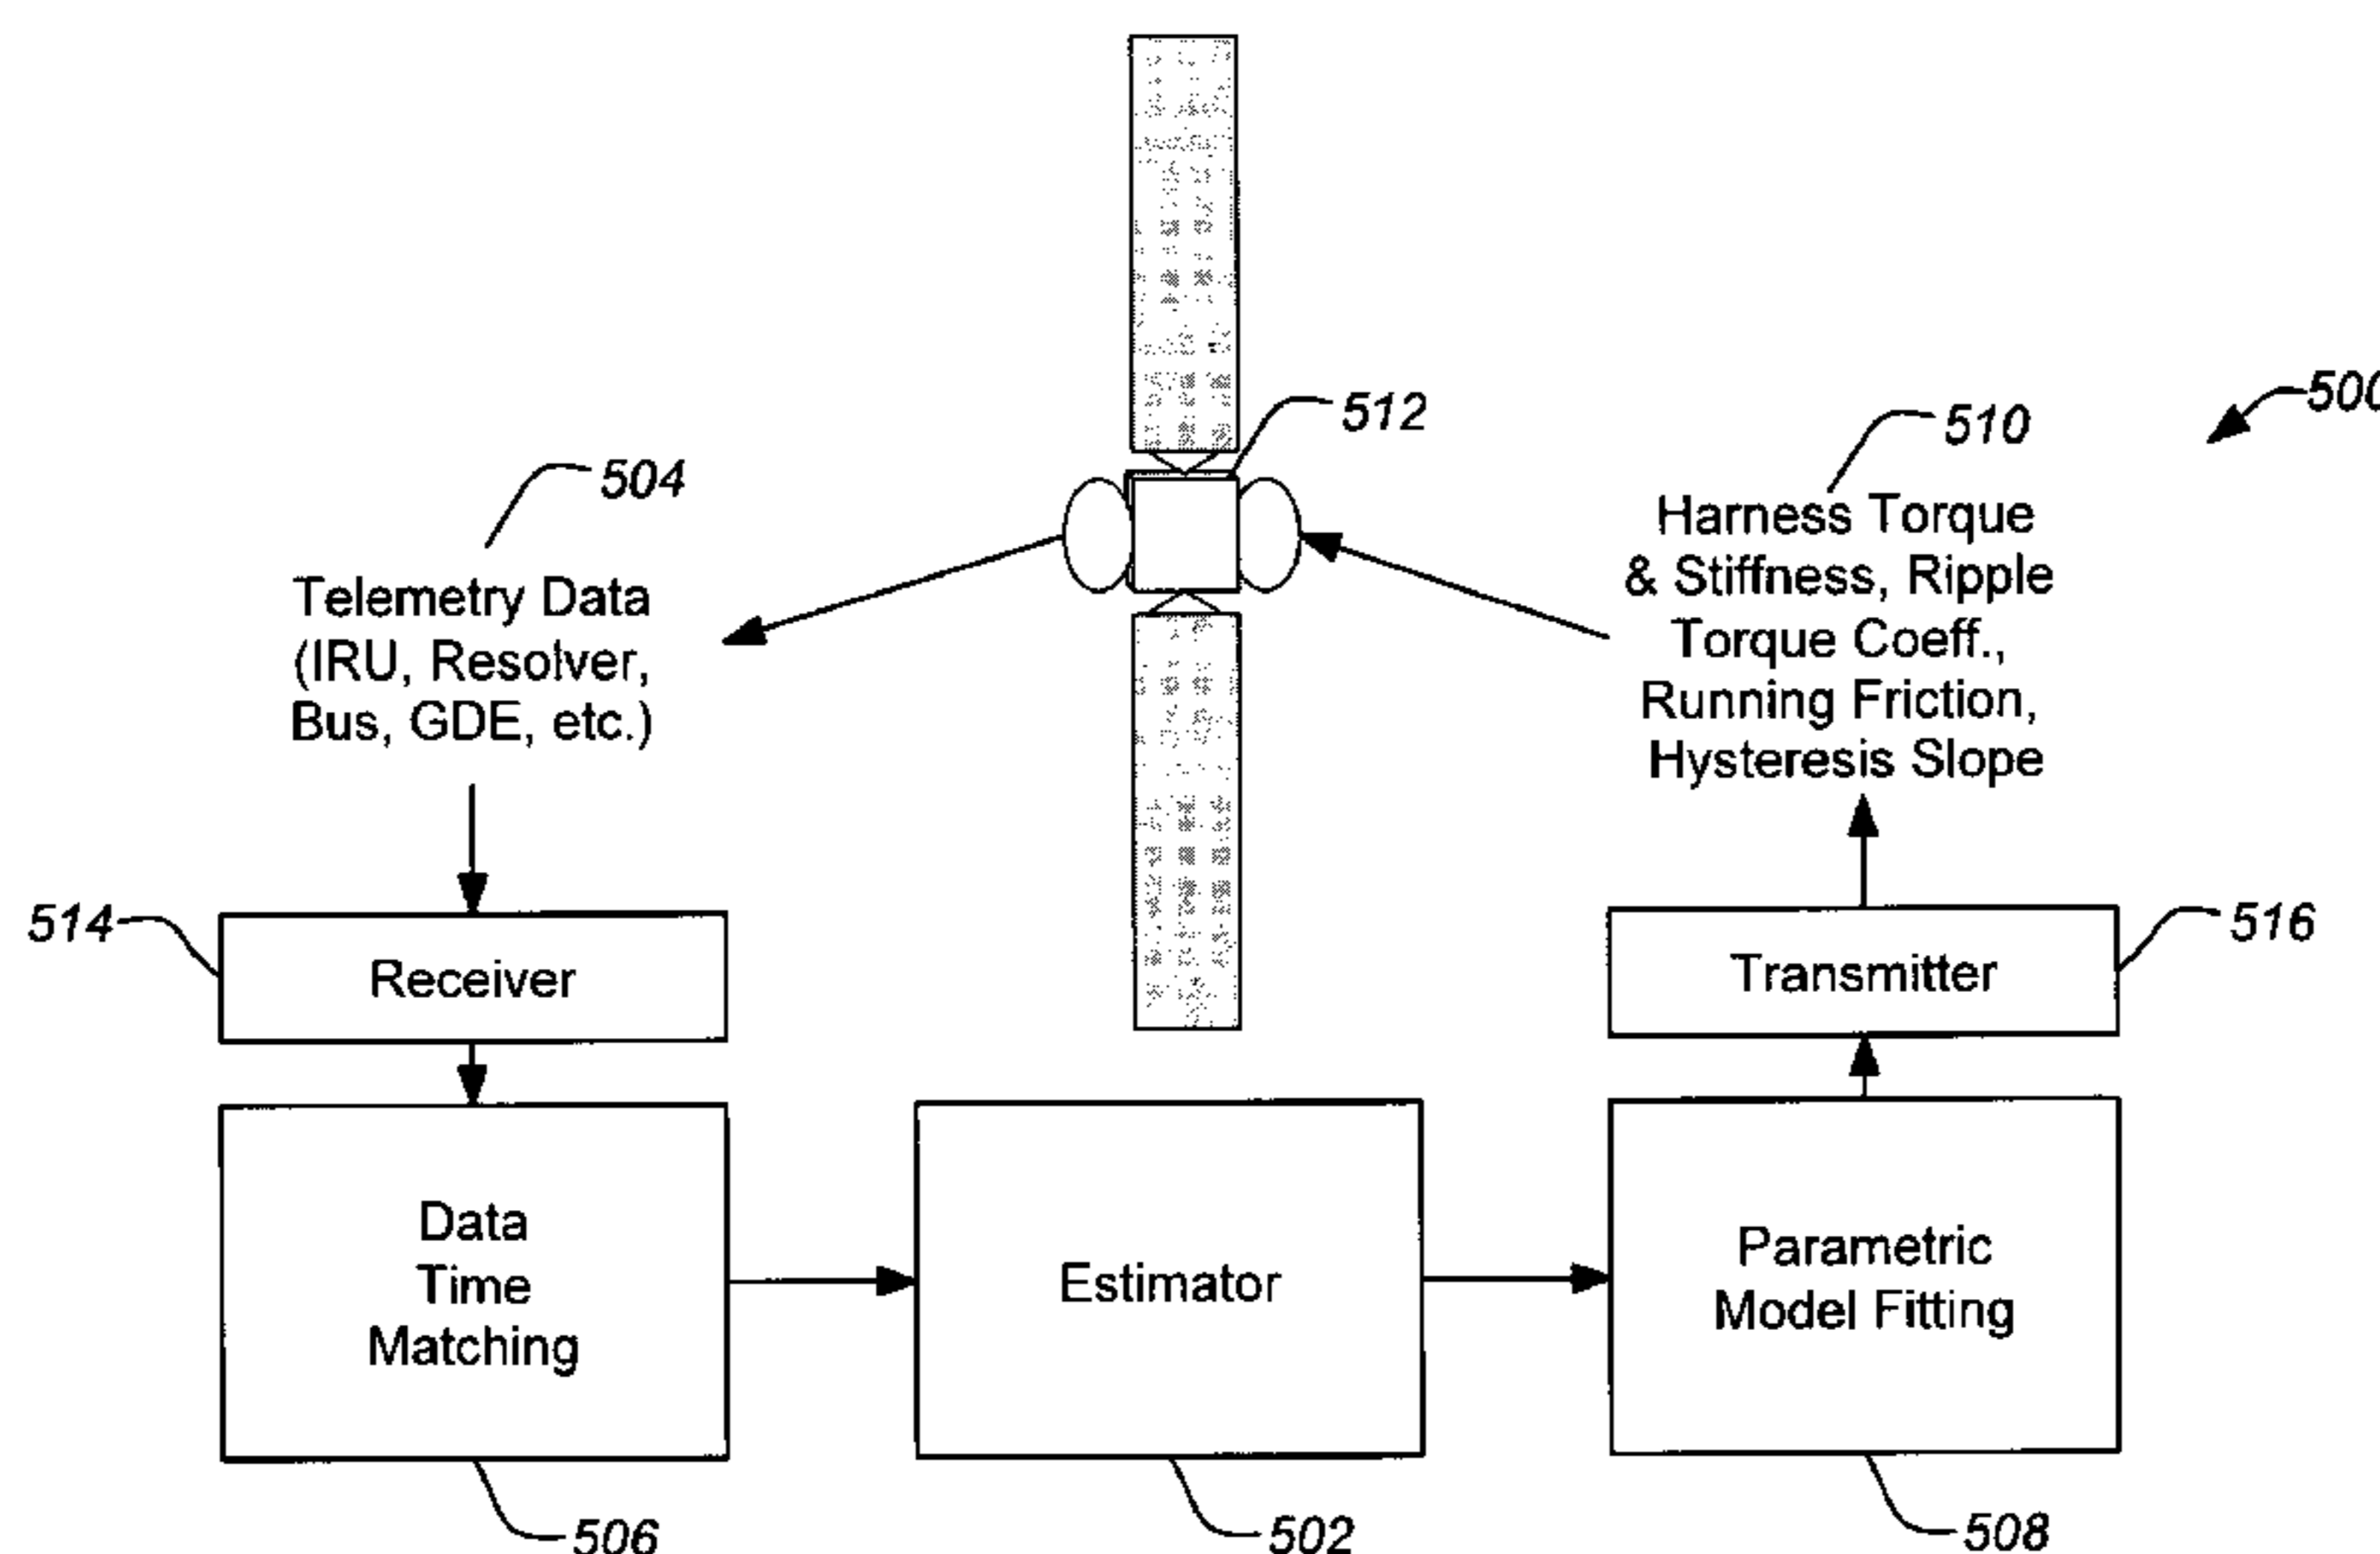 512
500
510
504
Harness Torque
& Stiffness, Ripple
Torque Coeff.,
Running Friction,
Hysteresis Slope
Telemetry Data
(IRU, Resolver,
Bus, GDE, etc.)
514
Receiver
Transmitter
516
Data
Time
Matching
Estimator
Parametric
Model Fitting
506
502
508